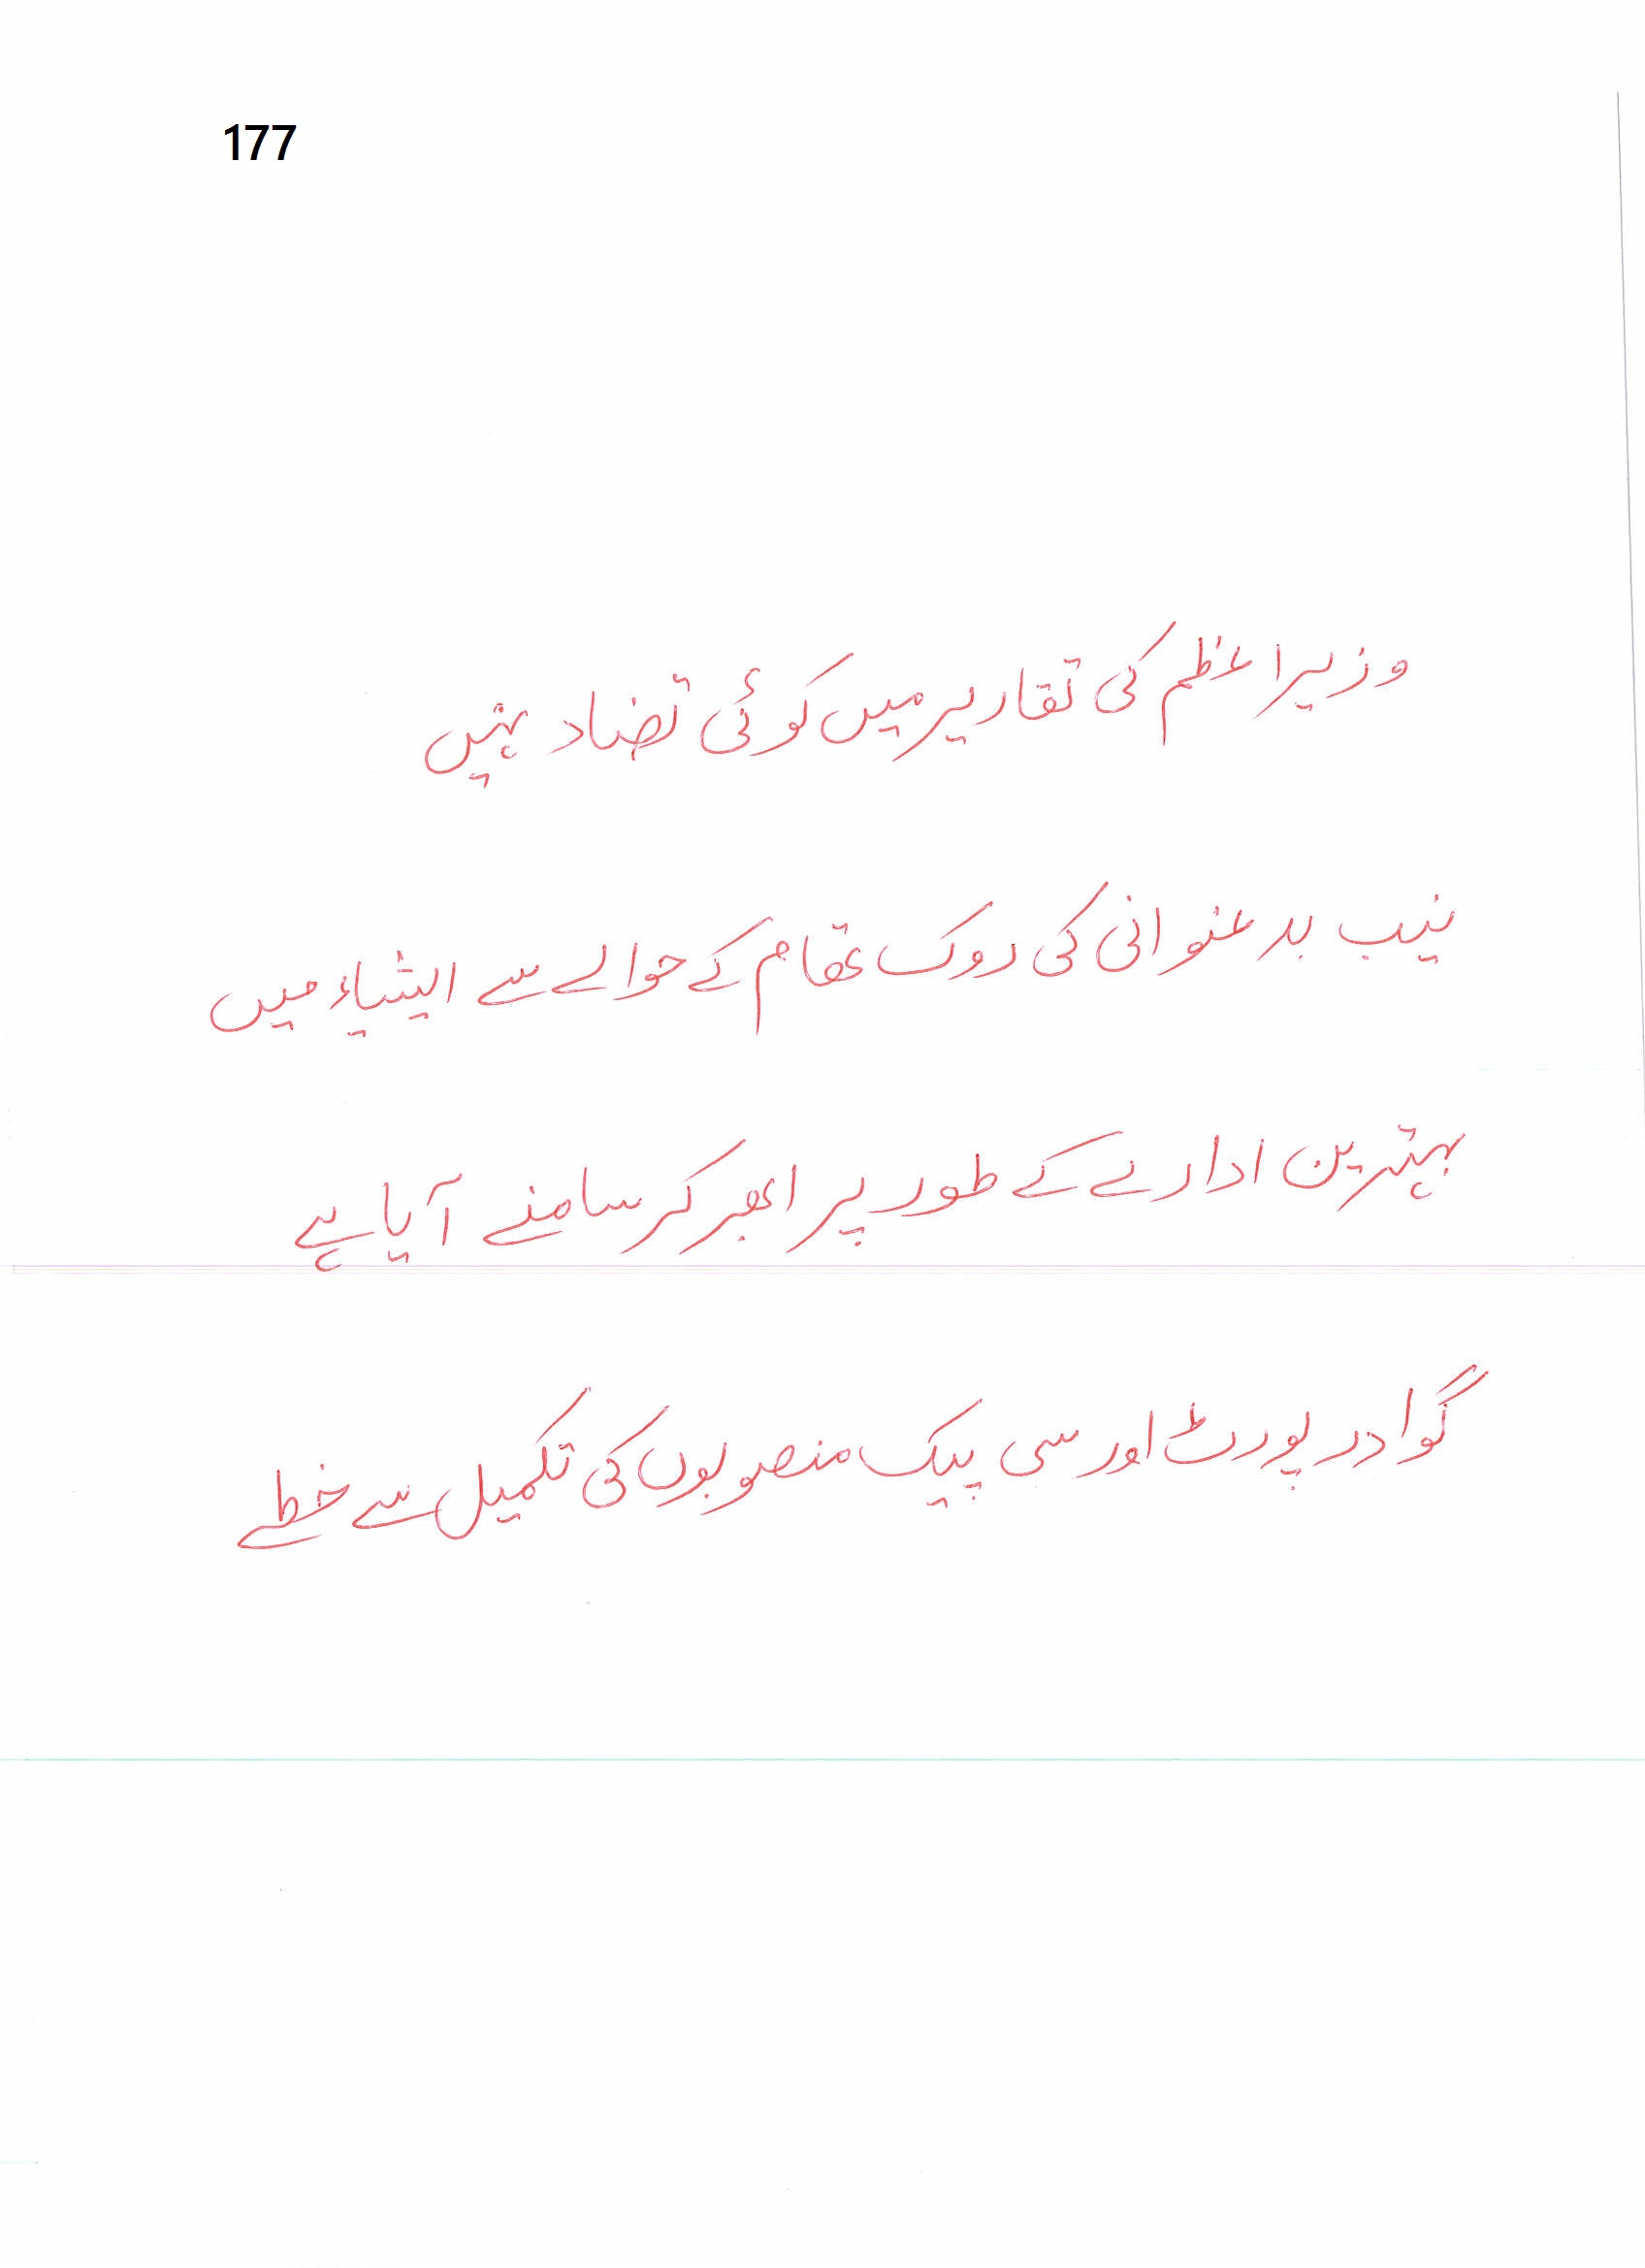 177
وزیراعظم کی تقاریر میں کوئی تضاد نہیں
نیب بدعنوانی کی روک تھام کے حوالے سے ایشیاء میں
بہترین ادارے کے طور پر ابھر کر سامنے آیا ہے
گوادر پورٹ اور سی پیک منصوبوں کی تکمیل سے خطے